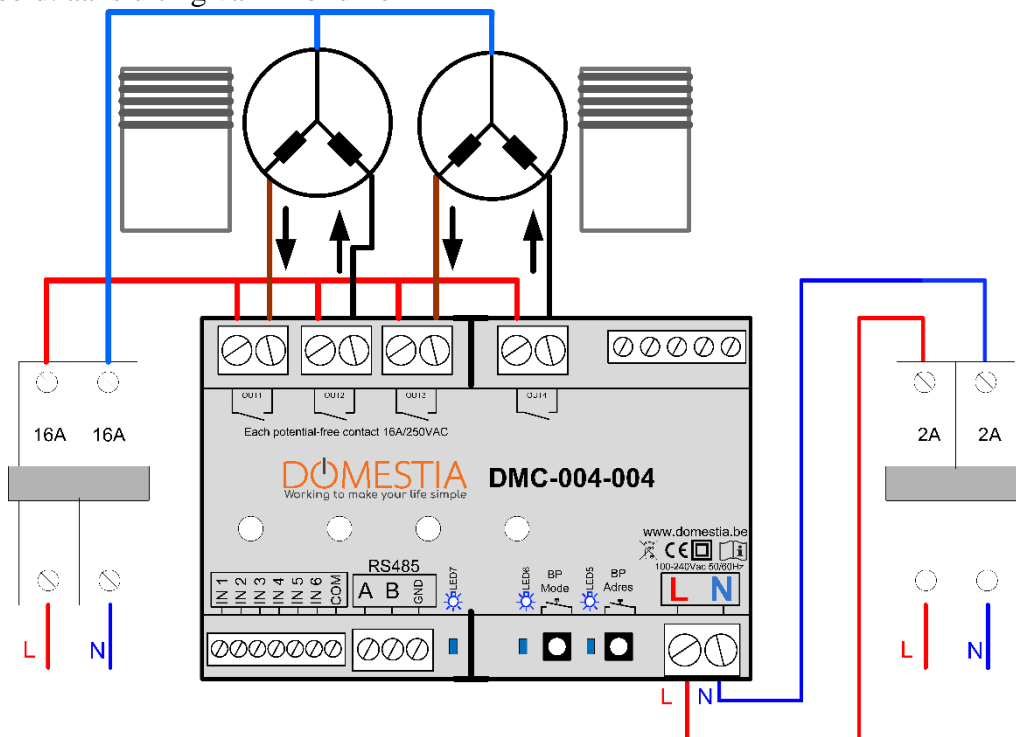 OUT1 OUT2 OUT3 OUT4
Each potential-free contact 16A/250VAC
16A 16A
2A 2A
DOMESTIA
Working to make your life simple
DMC-004-004
www.domestia.be
100-240Vac 50/60Hz
RS485
IN 1 IN 2 IN 3 IN 4 IN 5 IN 6 COM
A B GND
LED7
LED6
BP
Mode
LED5
BP
Adres
L N
L N
L N
L N